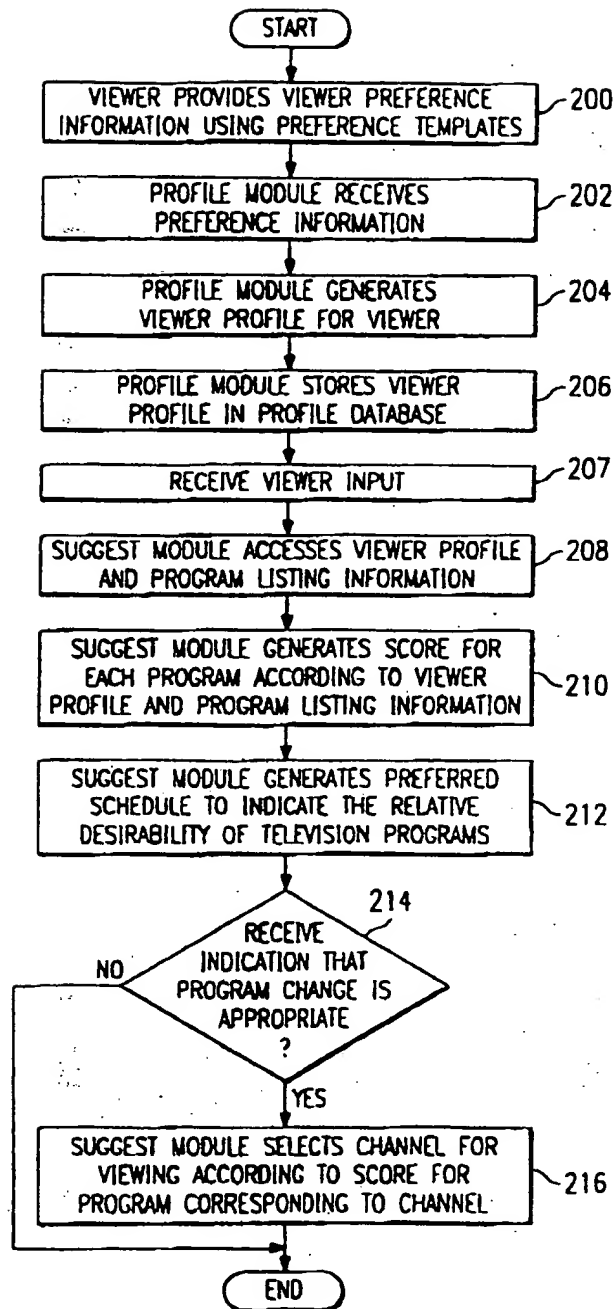 START
VIEWER PROVIDES VIEWER PREFERENCE
INFORMATION USING PREFERENCE TEMPLATES
200
PROFILE MODULE RECEIVES
PREFERENCE INFORMATION
202
PROFILE MODULE GENERATES
VIEWER PROFILE FOR VIEWER
204
PROFILE MODULE STORES VIEWER
PROFILE IN PROFILE DATABASE
206
RECEIVE VIEWER INPUT
207
SUGGEST MODULE ACCESSES VIEWER PROFILE
AND PROGRAM LISTING INFORMATION
208
SUGGEST MODULE GENERATES SCORE FOR
EACH PROGRAM ACCORDING TO VIEWER
PROFILE AND PROGRAM LISTING INFORMATION
210
SUGGEST MODULE GENERATES PREFERRED
SCHEDULE TO INDICATE THE RELATIVE
DESIRABILITY OF TELEVISION PROGRAMS
212
214
RECEIVE
INDICATION THAT
PROGRAM CHANGE IS
APPROPRIATE
?
NO
YES
SUGGEST MODULE SELECTS CHANNEL FOR
VIEWING ACCORDING TO SCORE FOR
PROGRAM CORRESPONDING TO CHANNEL
216
END